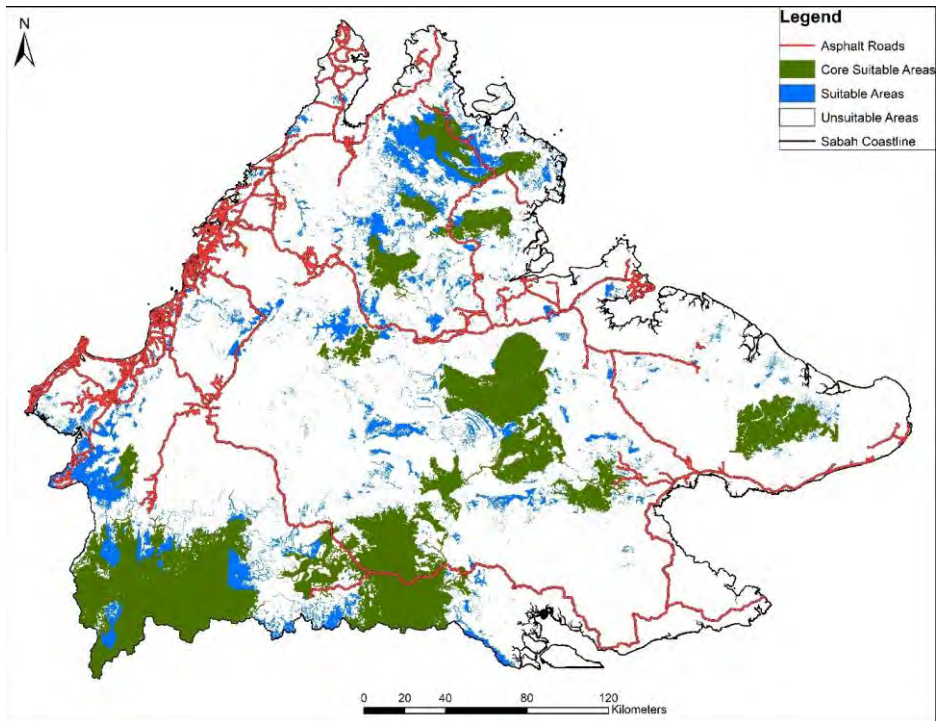 N
Legend
Asphalt Roads
Core Suitable Areas
Suitable Areas
Unsuitable Areas
Sabah Coastline
0 20 40 80 120
Kilometers